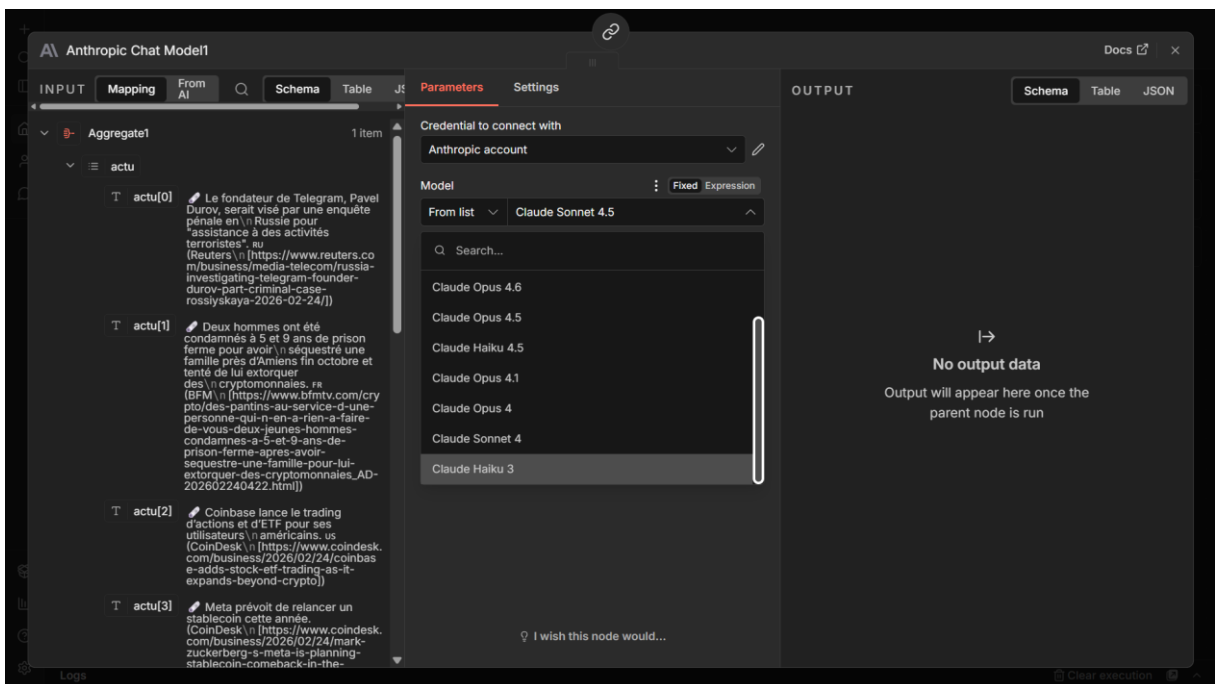 Anthropic Chat Model1
Docs
INPUT
Mapping
From AI
Schema
Table
JS
Parameters
Settings
OUTPUT
Schema
Table
JSON
Aggregate1
1 item
actu
actu[0]
Le fondateur de Telegram, Pavel
Durov, serait visé par une enquête
pénale en\n Russie pour
"assistance à des activités
terroristes". RU
(Reuters\n [https://www.reuters.co
m/business/media-telecom/russia-
investigating-telegram-founder-
durov-part-criminal-case-
rossiyskaya-2026-02-24/])
actu[1]
Deux hommes ont été
condamnés à 5 et 9 ans de prison
ferme pour avoir\n séquestré une
famille près d'Amiens fin octobre et
tenté de lui extorquer
des\n cryptomonnaies. FR
(BFM\n [https://www.bfmtv.com/cry
pto/des-pantins-au-service-d-une-
personne-qui-n-en-a-rien-a-faire-
de-vous-deux-jeunes-hommes-
condamnes-a-5-et-9-ans-de-
prison-ferme-apres-avoir-
sequestre-une-famille-pour-lui-
extorquer-des-cryptomonnaies_AD-
202602240422.html])
actu[2]
Coinbase lance le trading
d'actions et d'ETF pour ses
utilisateurs\n américains. US
(CoinDesk\n [https://www.coindesk.
com/business/2026/02/24/coinbas
e-adds-stock-etf-trading-as-it-
expands-beyond-crypto])
actu[3]
Meta prévoit de relancer un
stablecoin cette année.
(CoinDesk\n [https://www.coindesk.
com/business/2026/02/24/mark-
zuckerberg-s-meta-is-planning-
stablecoin-comeback-in-the-
Credential to connect with
Anthropic account
Model
Fixed
Expression
From list
Claude Sonnet 4.5
Search...
Claude Opus 4.6
Claude Opus 4.5
Claude Haiku 4.5
Claude Opus 4.1
Claude Opus 4
Claude Sonnet 4
Claude Haiku 3
I wish this node would...
No output data
Output will appear here once the
parent node is run
Logs
Clear execution